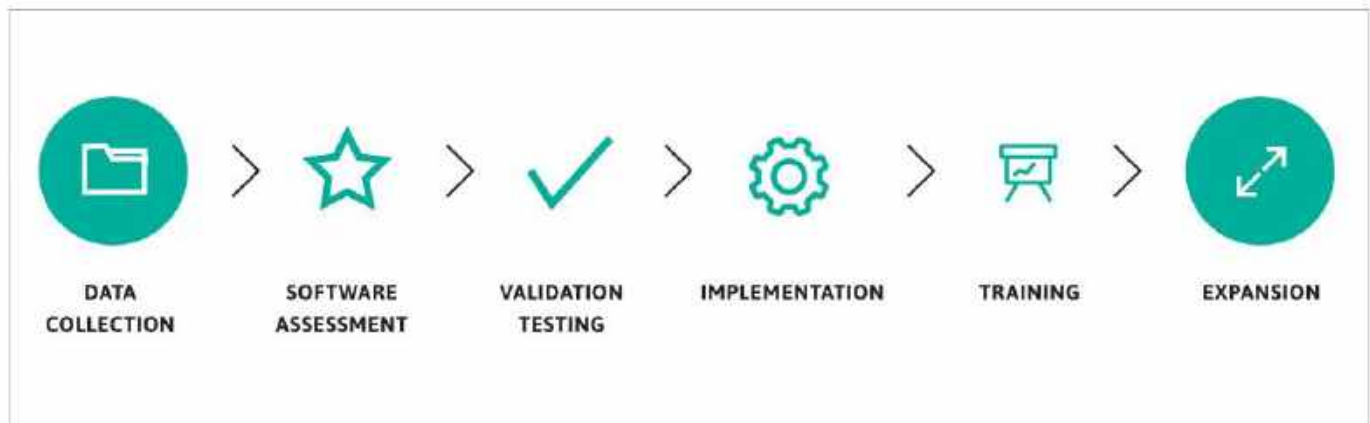 DATA
COLLECTION
SOFTWARE
ASSESSMENT
VALIDATION
TESTING
IMPLEMENTATION
TRAINING
EXPANSION